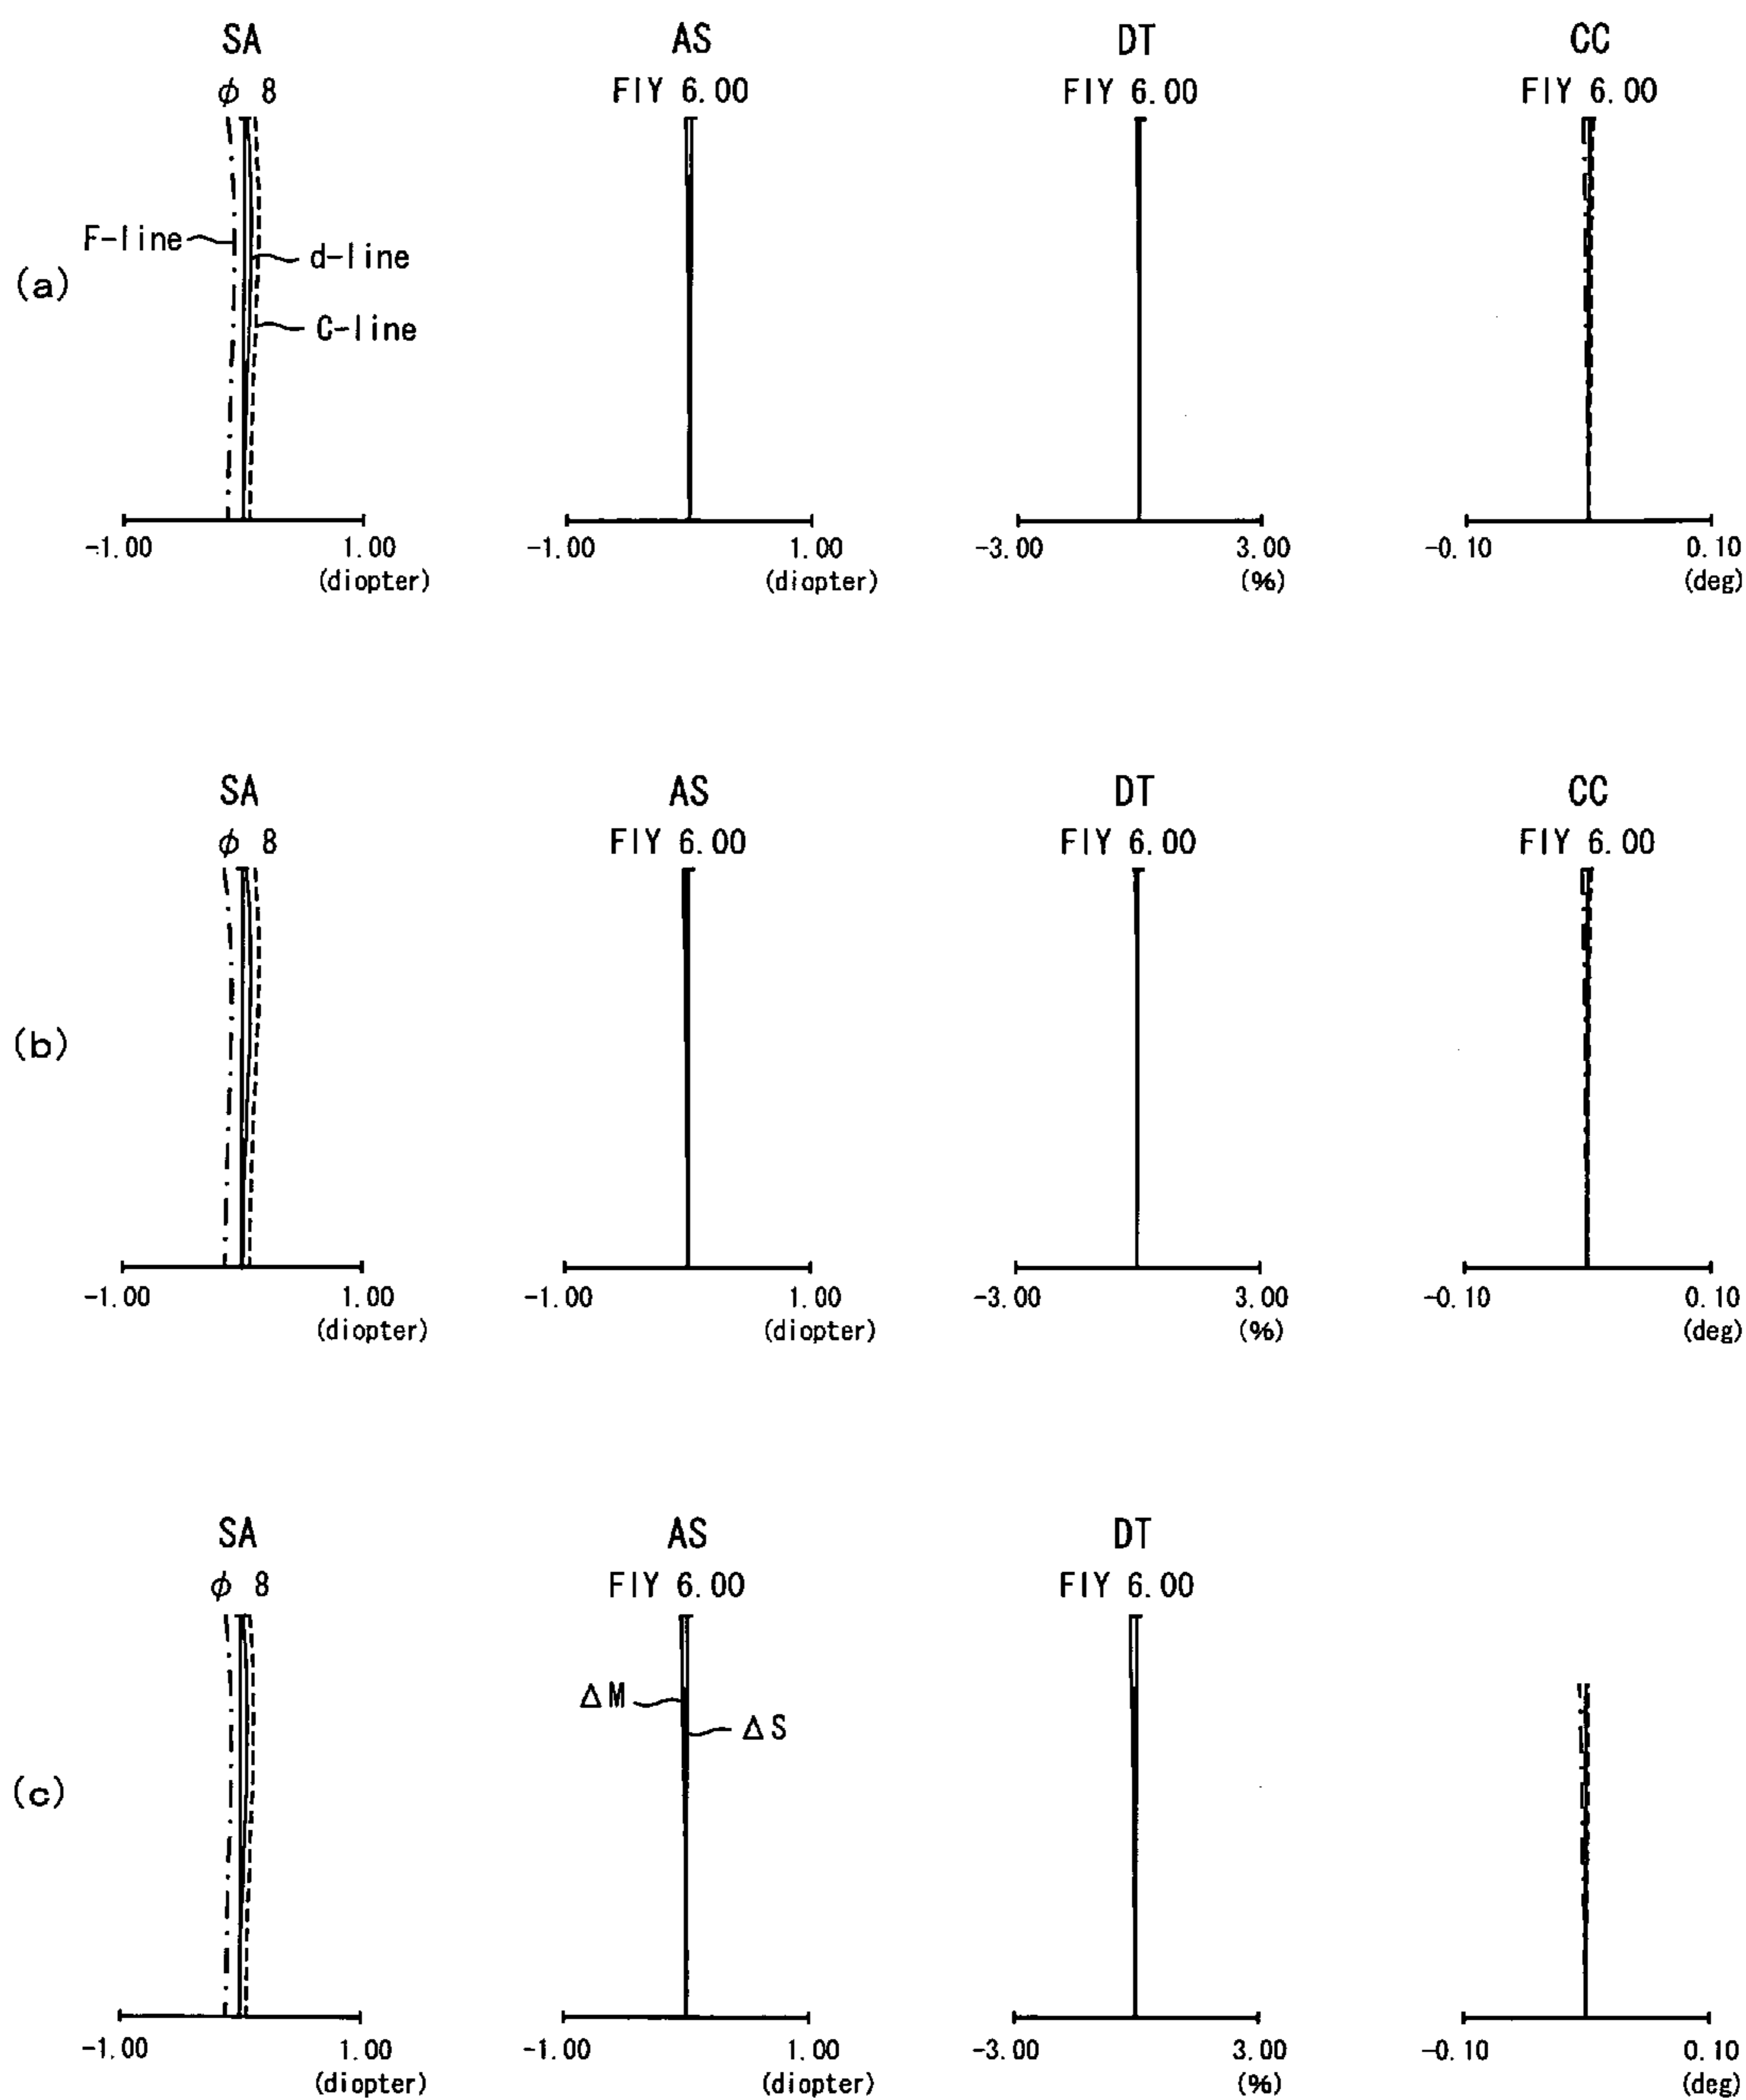 SA AS DT CC
φ 8 FIY 6.00 FIY 6.00 FIY 6.00
F-line
d-line
(a)
C-line
-1.00 1.00 -1.00 1.00 -3.00 3.00 -0.10 0.10
(diopter) (diopter) (%) (deg)
SA AS DT CC
φ 8 FIY 6.00 FIY 6.00 FIY 6.00
(b)
-1.00 1.00 -1.00 1.00 -3.00 3.00 -0.10 0.10
(diopter) (diopter) (%) (deg)
SA AS DT
φ 8 FIY 6.00 FIY 6.00
ΔM
ΔS
(c)
-1.00 1.00 -1.00 1.00 -3.00 3.00 -0.10 0.10
(diopter) (diopter) (%) (deg)